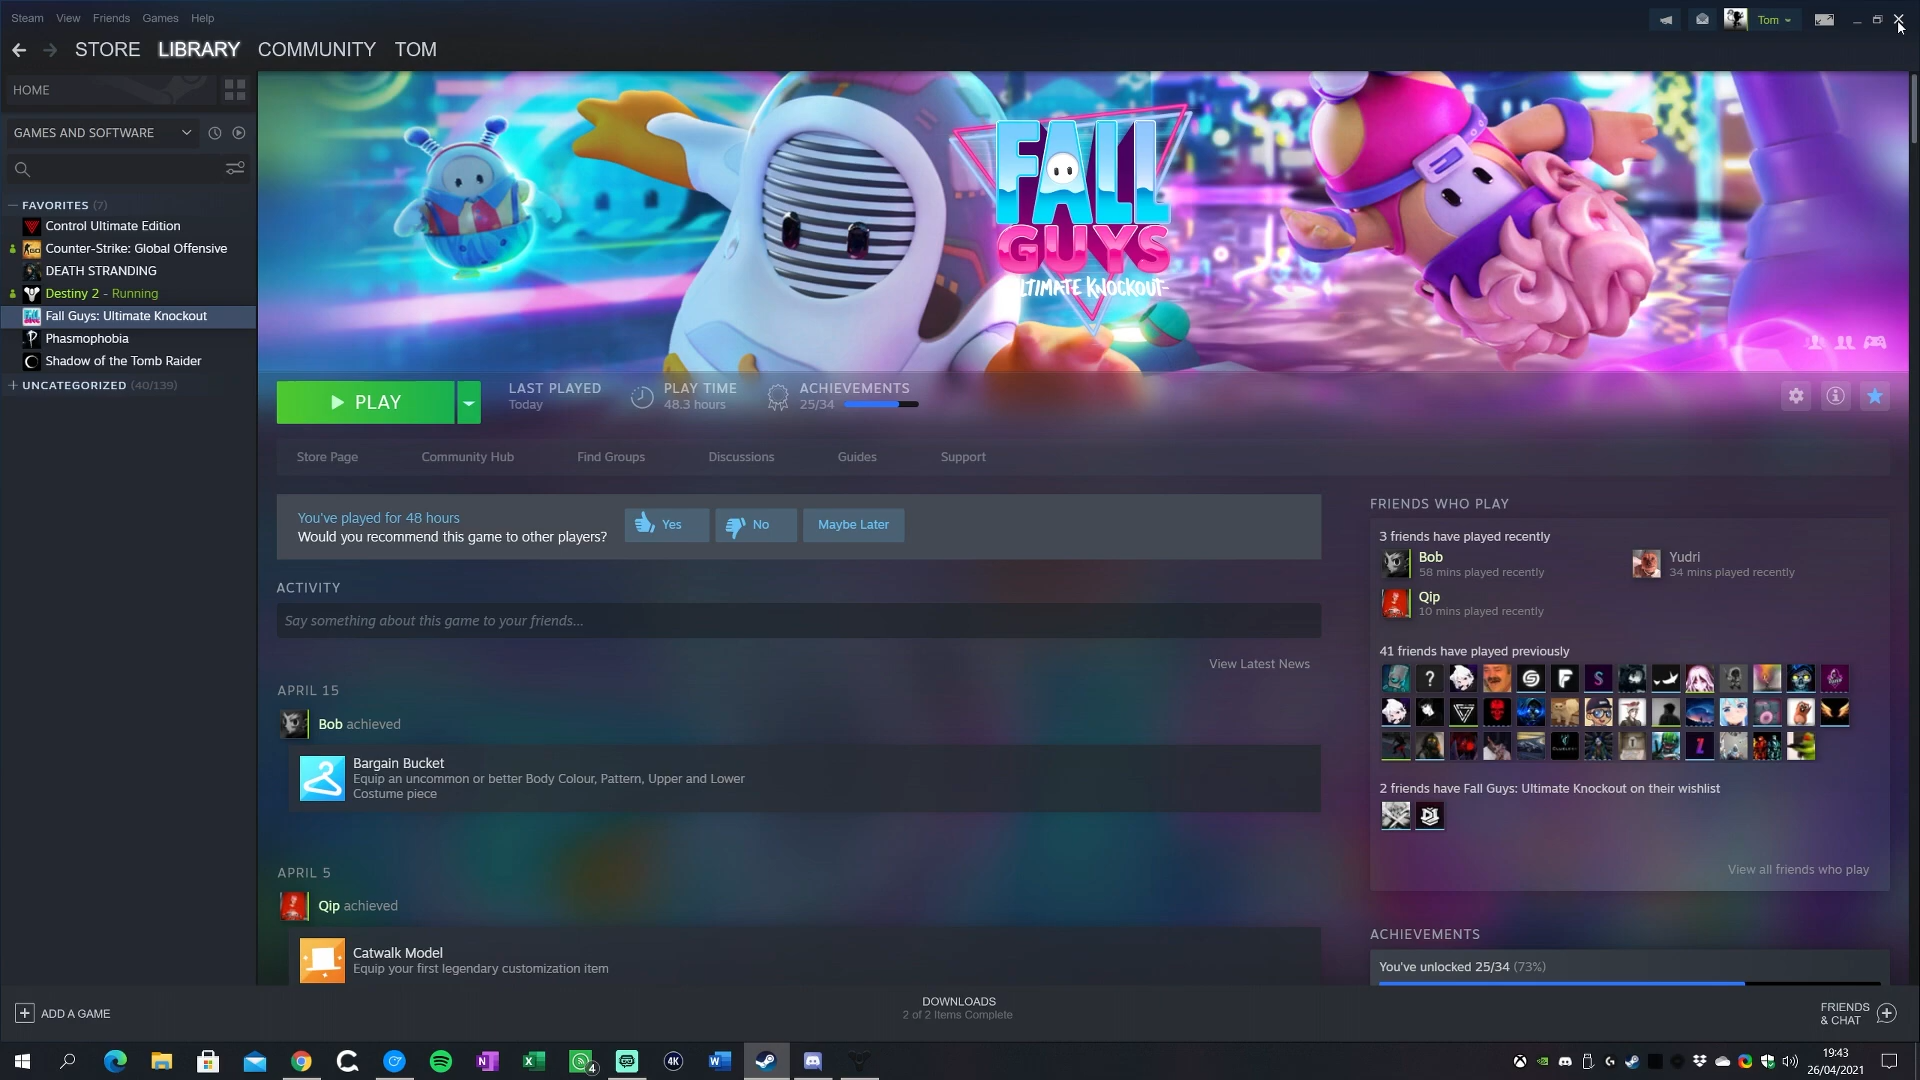 Steam View Friends Games Help
Tom
STORE LIBRARY COMMUNITY TOM
HOME
GAMES AND SOFTWARE
FAVORITES (7)
Control Ultimate Edition
Counter-Strike: Global Offensive
DEATH STRANDING
Destiny 2 - Running
Fall Guys: Ultimate Knockout
Phasmophobia
Shadow of the Tomb Raider
UNCATEGORIZED (40/139)
FALL
GUYS
ULTIMATE KNOCKOUT
PLAY
LAST PLAYED
Today
PLAY TIME
48.3 hours
ACHIEVEMENTS
25/34
Store Page Community Hub Find Groups Discussions Guides Support
You've played for 48 hours
Would you recommend this game to other players?
Yes No Maybe Later
ACTIVITY
Say something about this game to your friends...
View Latest News
APRIL 15
Bob achieved
Bargain Bucket
Equip an uncommon or better Body Colour, Pattern, Upper and Lower
Costume piece
APRIL 5
Qip achieved
Catwalk Model
Equip your first legendary customization item
FRIENDS WHO PLAY
3 friends have played recently
Bob
58 mins played recently
Yudri
34 mins played recently
Qip
10 mins played recently
41 friends have played previously
2 friends have Fall Guys: Ultimate Knockout on their wishlist
View all friends who play
ACHIEVEMENTS
You've unlocked 25/34 (73%)
ADD A GAME
DOWNLOADS
2 of 2 Items Complete
FRIENDS
& CHAT
4
4K
19:43
26/04/2021